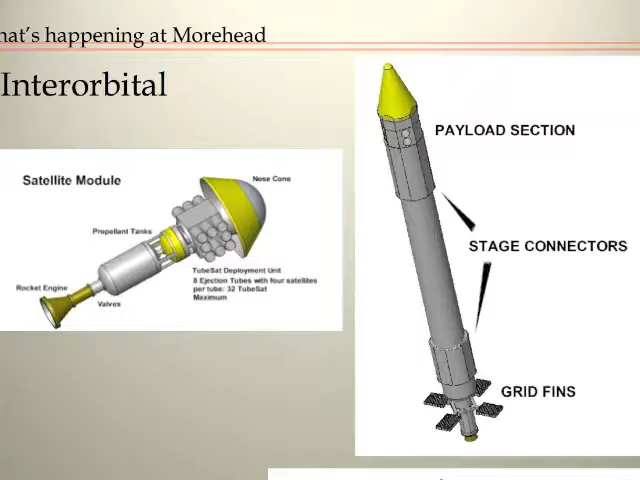 hat's happening at Morehead
Interorbital
PAYLOAD SECTION
Satellite Module
Nose Cone
Propellant Tanks
STAGE CONNECTORS
TubeSat Deployment Unit
8 Ejection Tubes with four satellites
per tube: 32 TubeSat
Maximum
Rocket Engine
Valves
GRID FINS